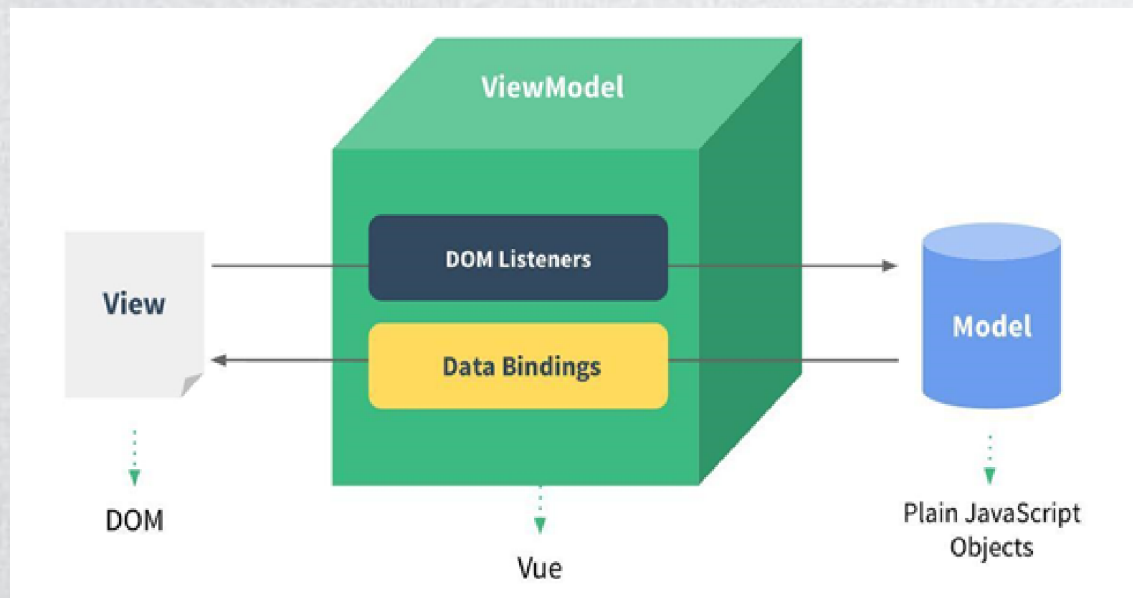 ViewModel
DOM Listeners
View
Model
Data Bindings
DOM
Plain JavaScript
Objects
Vue